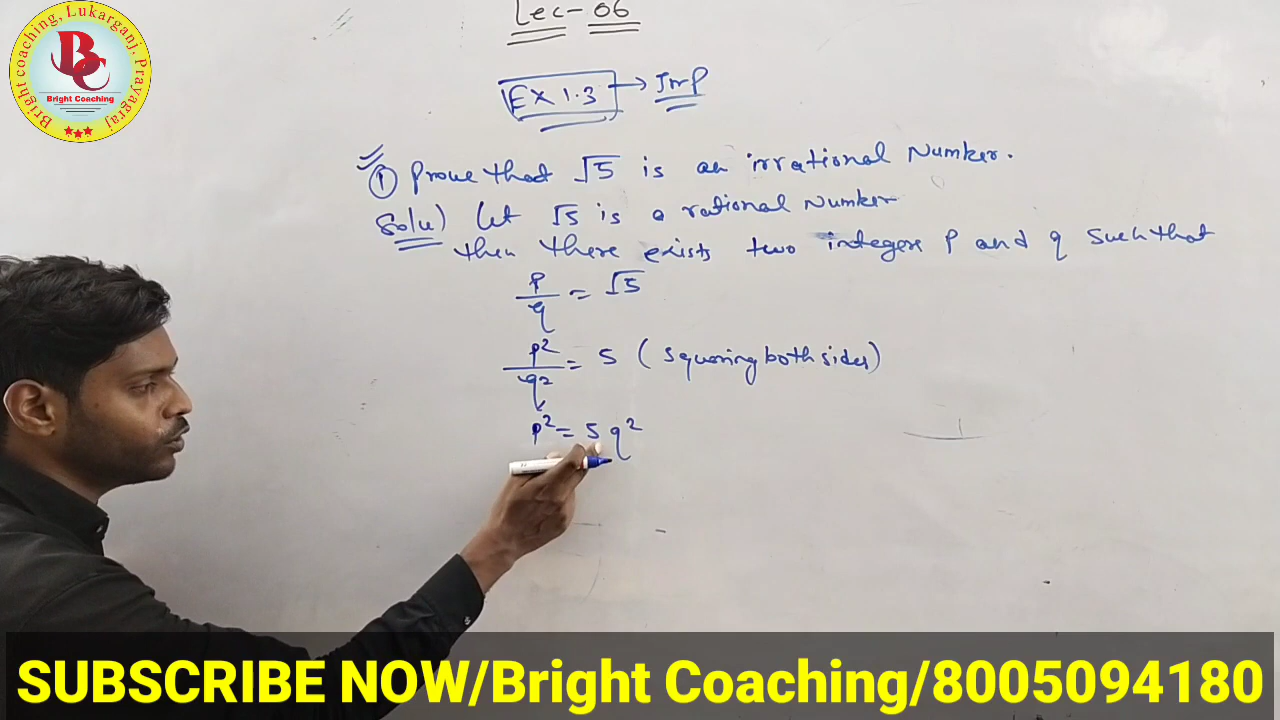 Bright coaching, Lukarganj, Prayagraj
BC
Bright Coaching
Lec-06
EX 1.3 → Imp
① Prove that √5 is an irrational Number.
Solu) Let √5 is a rational Number
then there exists two integers P and q Such that
P/q = √5
p²/q² = 5 (squaring both sides)
p² = 5q²
SUBSCRIBE NOW/Bright Coaching/8005094180